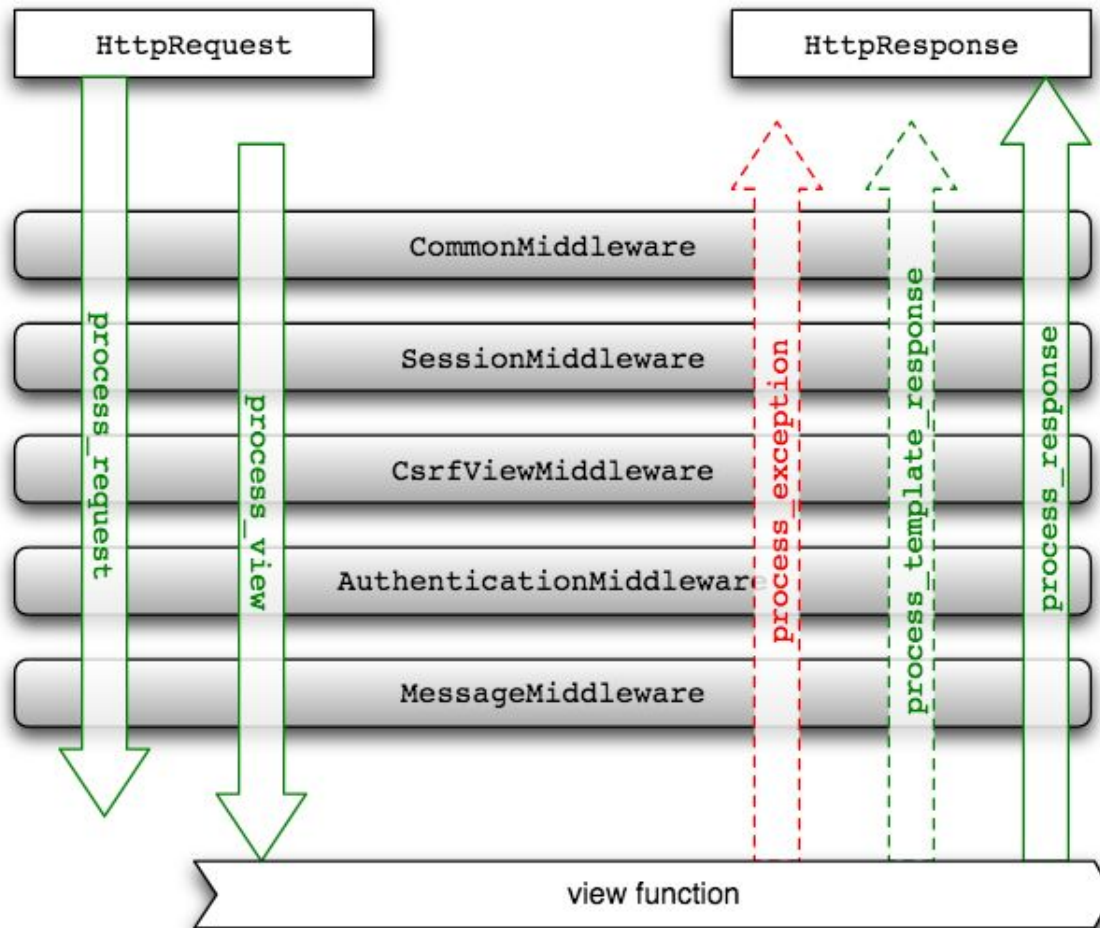 HttpRequest
HttpResponse
CommonMiddleware
SessionMiddleware
CsrfViewMiddleware
AuthenticationMiddleware
MessageMiddleware
process_request
process_view
process_exception
process_template_response
process_response
view function